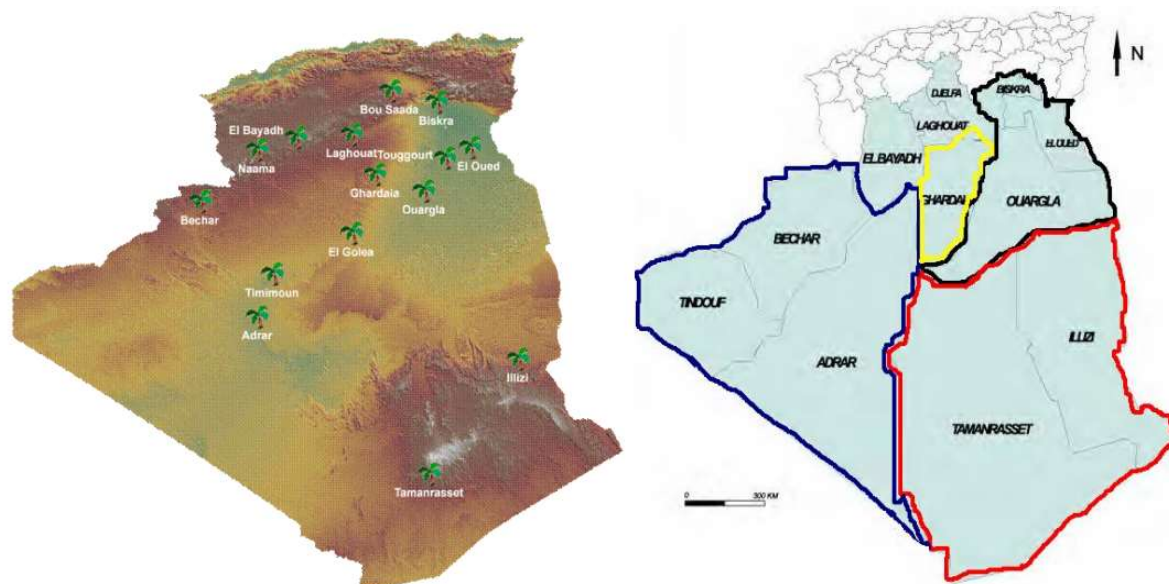 Bou Saada
Biskra
El Bayadh
Naama
Laghouat
Touggourt
El Oued
Ghardaia
Ouargla
Bechar
El Golea
Timimoun
Adrar
Illizi
Tamanrasset
N
DJELFA
BISKRA
LAGHOUAT
EL OUED
ELBAYADH
GHARDAI
OUARGLA
BECHAR
TINDOUF
ADRAR
ILLIZI
TAMANRASSET
0 300 KM